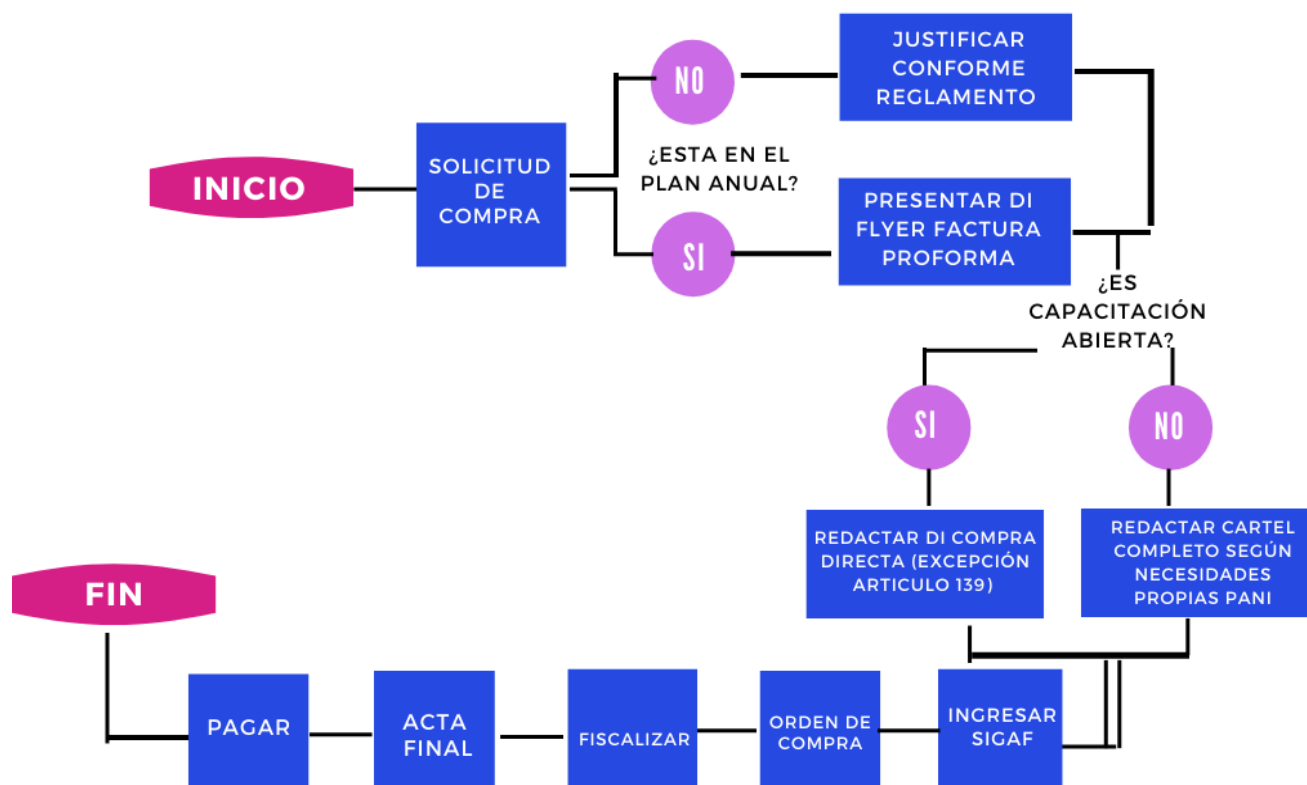 NO
JUSTIFICAR
CONFORME
REGLAMENTO
INICIO
SOLICITUD
DE
COMPRA
¿ESTA EN EL
PLAN ANUAL?
SI
PRESENTAR DI
FLYER FACTURA
PROFORMA
¿ES
CAPACITACIÓN
ABIERTA?
SI
NO
REDACTAR DI COMPRA
DIRECTA (EXCEPCIÓN
ARTICULO 139)
REDACTAR CARTEL
COMPLETO SEGÚN
NECESIDADES
PROPIAS PANI
INGRESAR
SIGAF
ORDEN DE
COMPRA
FISCALIZAR
ACTA
FINAL
PAGAR
FIN